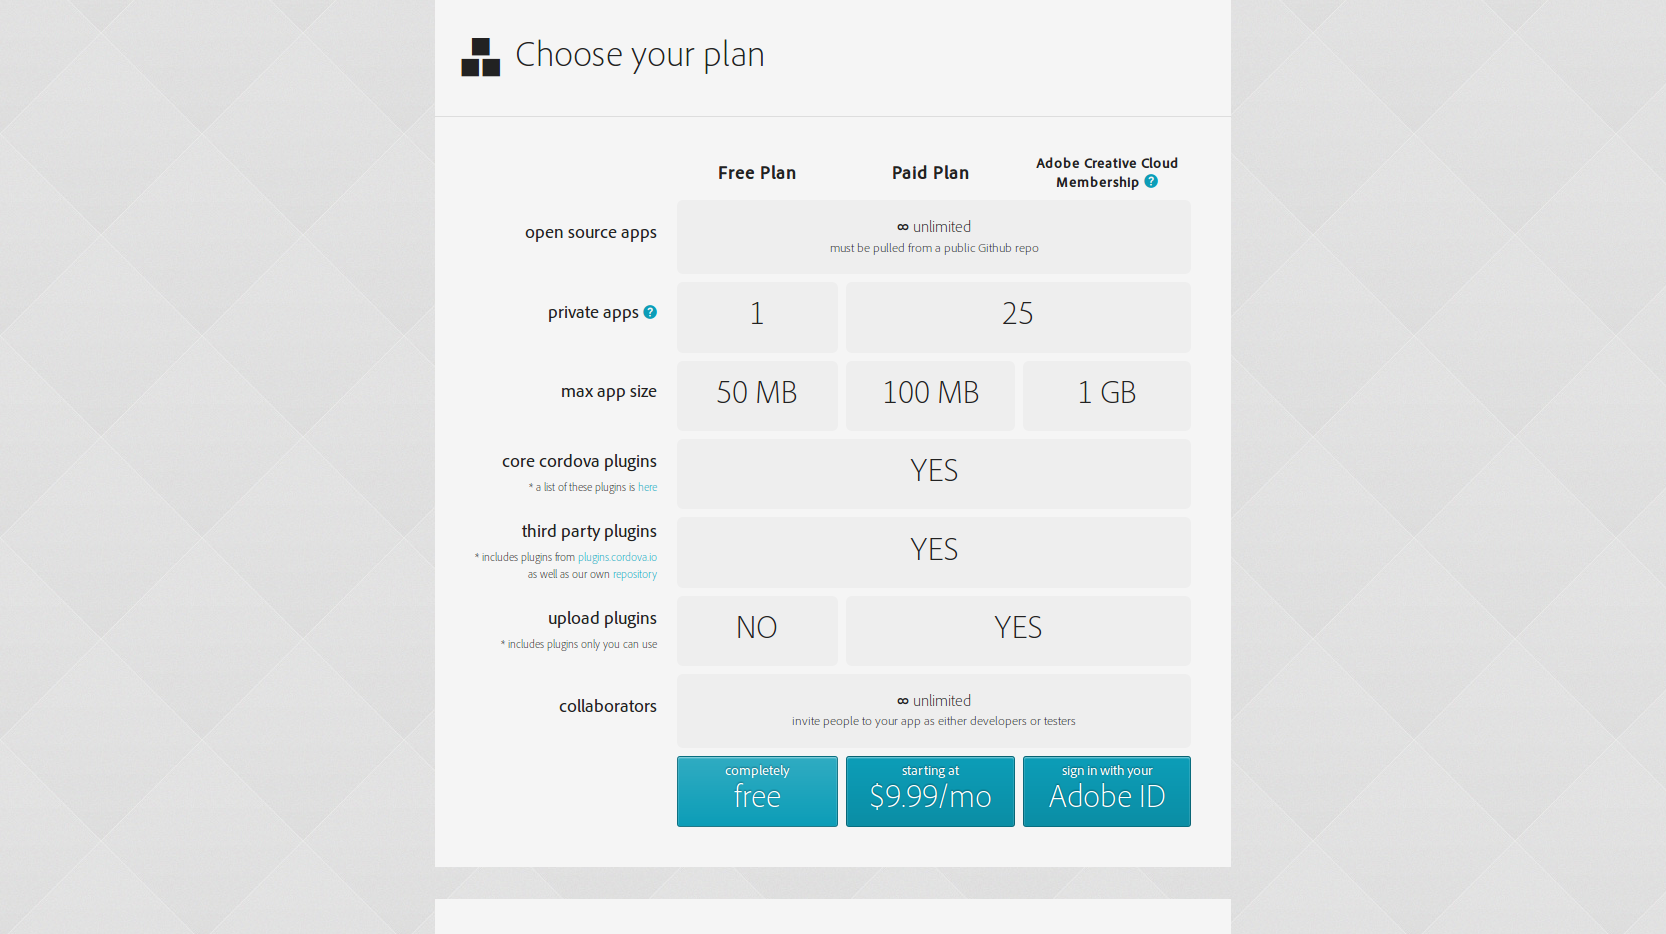 Choose your plan
Free Plan
Paid Plan
Adobe Creative Cloud
Membership ?
open source apps
∞ unlimited
must be pulled from a public Github repo
private apps ?
1
25
max app size
50 MB
100 MB
1 GB
core cordova plugins
* a list of these plugins is here
YES
third party plugins
* includes plugins from plugins.cordova.io
as well as our own repository
YES
upload plugins
* includes plugins only you can use
NO
YES
collaborators
∞ unlimited
invite people to your app as either developers or testers
completely
free
starting at
$9.99/mo
sign in with your
Adobe ID